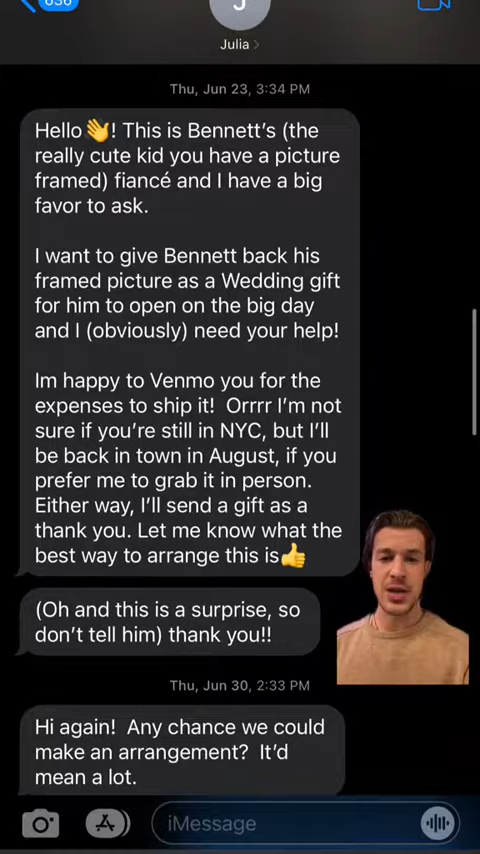 636
J
Julia
Thu, Jun 23, 3:34 PM
Hello👋! This is Bennett's (the
really cute kid you have a picture
framed) fiancé and I have a big
favor to ask.
I want to give Bennett back his
framed picture as a Wedding gift
for him to open on the big day
and I (obviously) need your help!
Im happy to Venmo you for the
expenses to ship it! Orrrr I'm not
sure if you're still in NYC, but I'll
be back in town in August, if you
prefer me to grab it in person.
Either way, I'll send a gift as a
thank you. Let me know what the
best way to arrange this is👍
(Oh and this is a surprise, so
don't tell him) thank you!!
Thu, Jun 30, 2:33 PM
Hi again! Any chance we could
make an arrangement? It'd
mean a lot.
iMessage